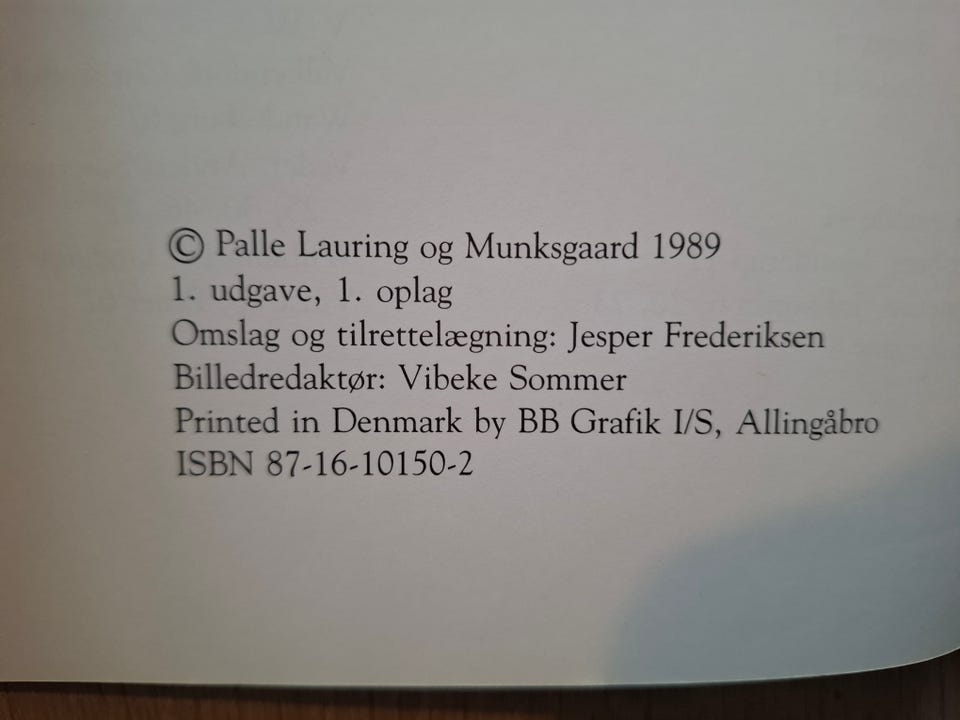 © Palle Lauring og Munksgaard 1989
1. udgave, 1. oplag
Omslag og tilrettelægning: Jesper Frederiksen
Billedredaktør: Vibeke Sommer
Printed in Denmark by BB Grafik I/S, Allingåbro
ISBN 87-16-10150-2